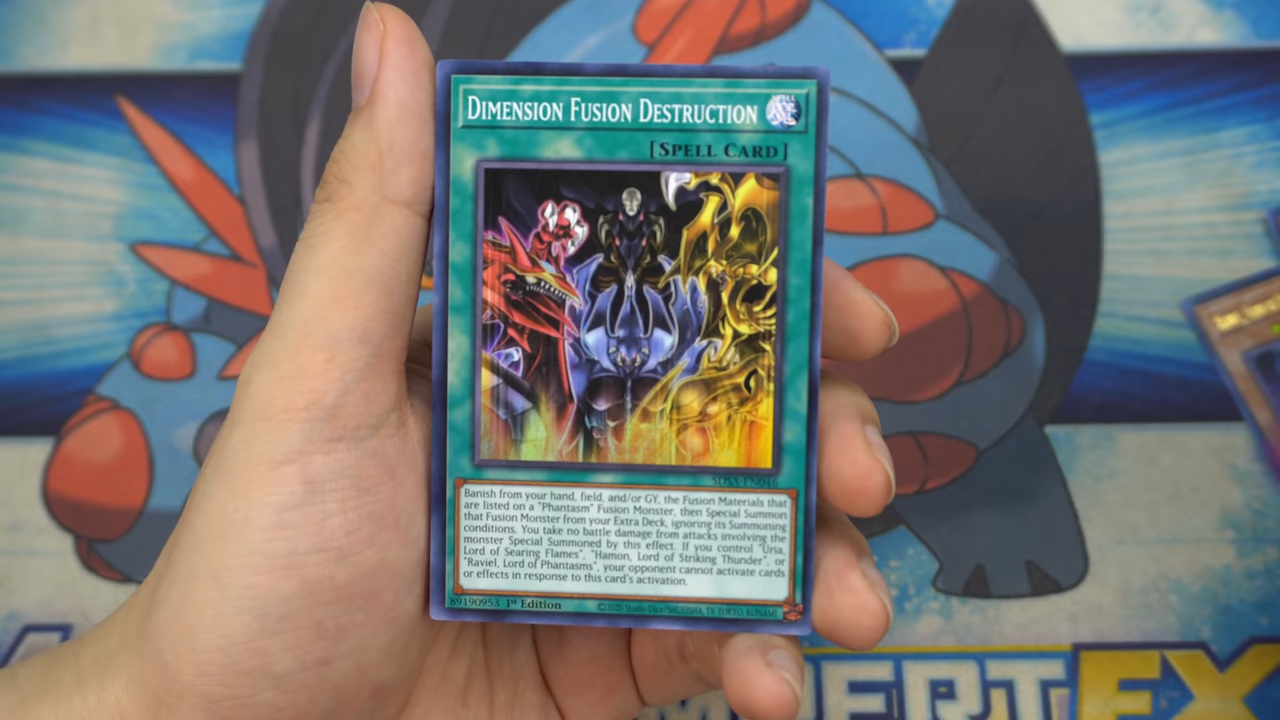 DIMENSION FUSION DESTRUCTION
[SPELL CARD]
SDSA-EN046
Banish from your hand, field, and/or GY, the Fusion Materials that
are listed on a "Phantasm" Fusion Monster, then Special Summon
that Fusion Monster from your Extra Deck, ignoring its Summoning
conditions. You take no battle damage from attacks involving the
monster Special Summoned by this effect. If you control "Uria,
Lord of Searing Flames", "Hamon, Lord of Striking Thunder", or
"Raviel, Lord of Phantasms", your opponent cannot activate cards
or effects in response to this card's activation.
89190953 1st Edition ©2020 Studio Dice/SHUEISHA, TV TOKYO, KONAMI
MPERT EX